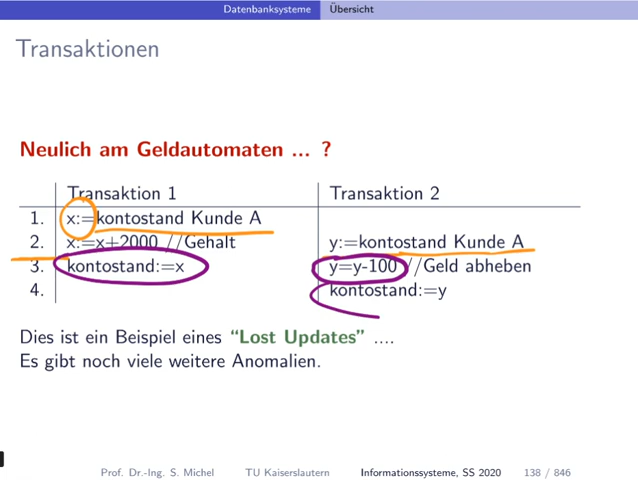 Datenbanksysteme Übersicht
Transaktionen
Neulich am Geldautomaten ... ?
Transaktion 1 Transaktion 2
1. x:=kontostand Kunde A
2. x:=x+2000 //Gehalt y:=kontostand Kunde A
3. kontostand:=x y=y-100 //Geld abheben
4. kontostand:=y
Dies ist ein Beispiel eines “Lost Updates” ....
Es gibt noch viele weitere Anomalien.
Prof. Dr.-Ing. S. Michel TU Kaiserslautern Informationssysteme, SS 2020 138 / 846